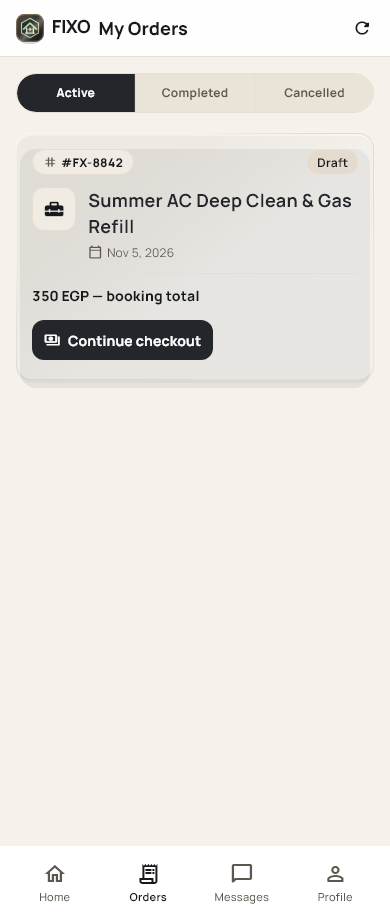 FIXO My Orders
Active Completed Cancelled
# #FX-8842 Draft
Summer AC Deep Clean & Gas
Refill
Nov 5, 2026
350 EGP — booking total
Continue checkout
Home Orders Messages Profile